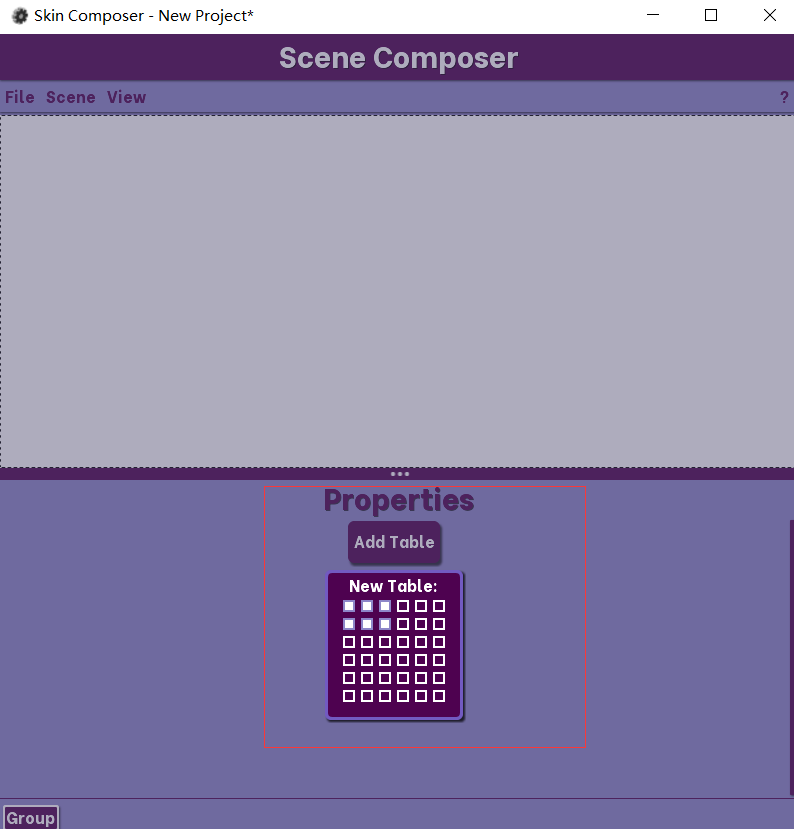 Skin Composer - New Project*
Scene Composer
File Scene View ?
Properties
Add Table
New Table:
Group